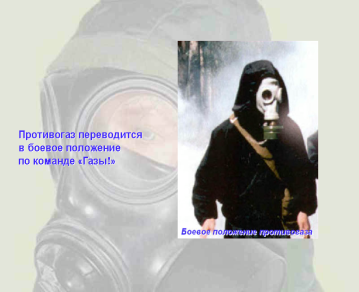 Противогаз переводится
в боевое положение
по команде «Газы!»
Боевое положение противогаза